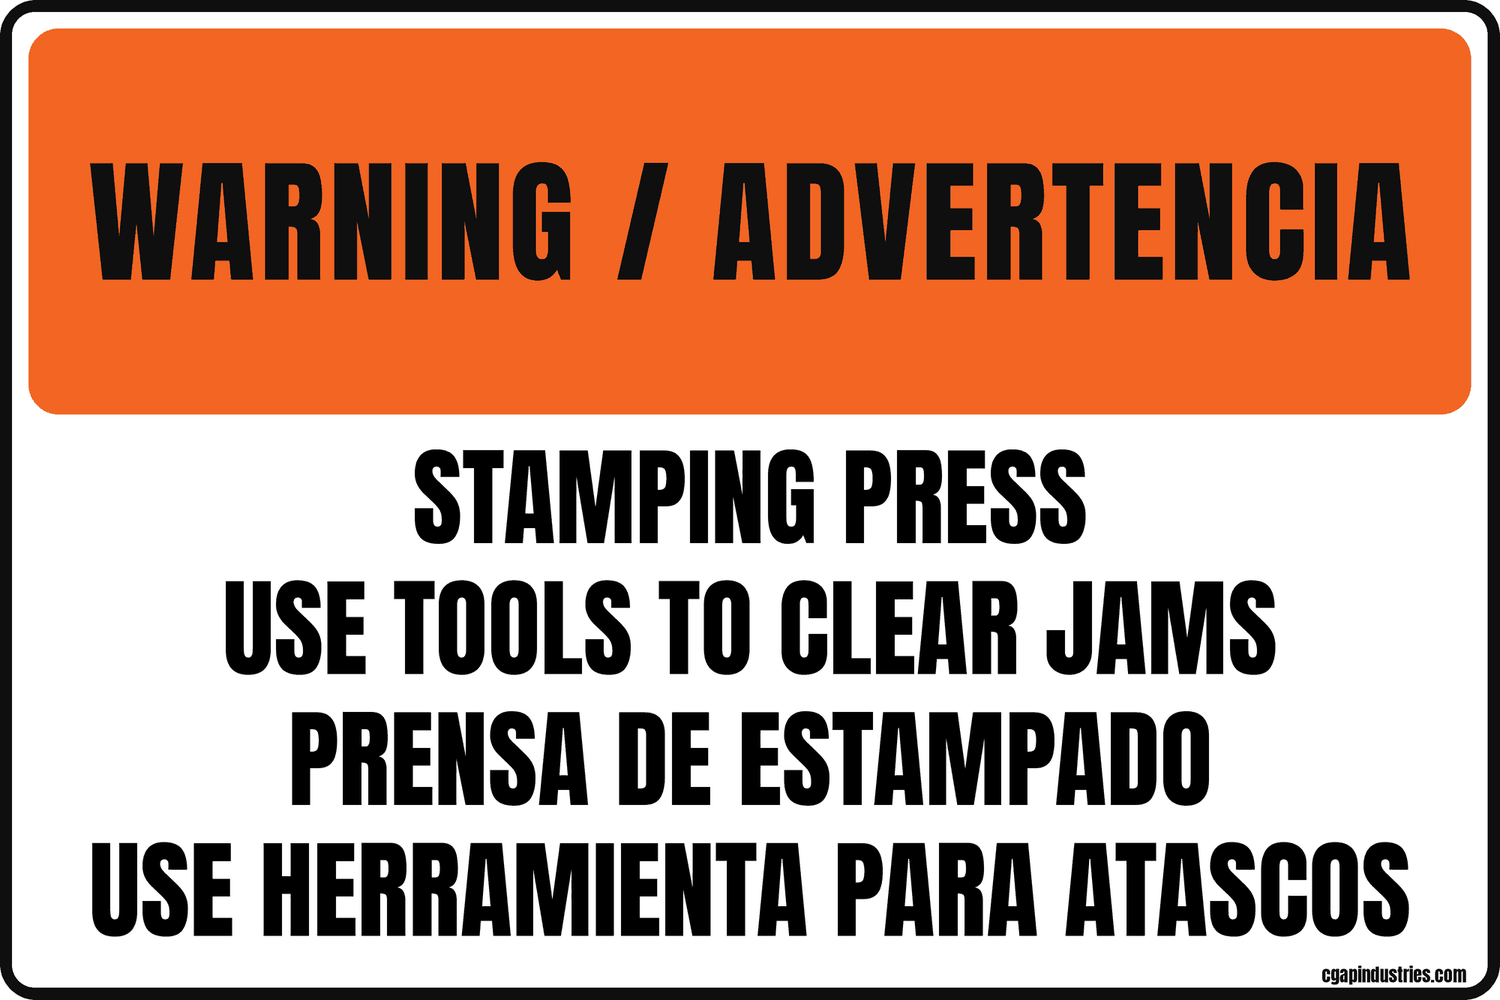 WARNING / ADVERTENCIA
STAMPING PRESS
USE TOOLS TO CLEAR JAMS
PRENSA DE ESTAMPADO
USE HERRAMIENTA PARA ATASCOS
cgapindustries.com